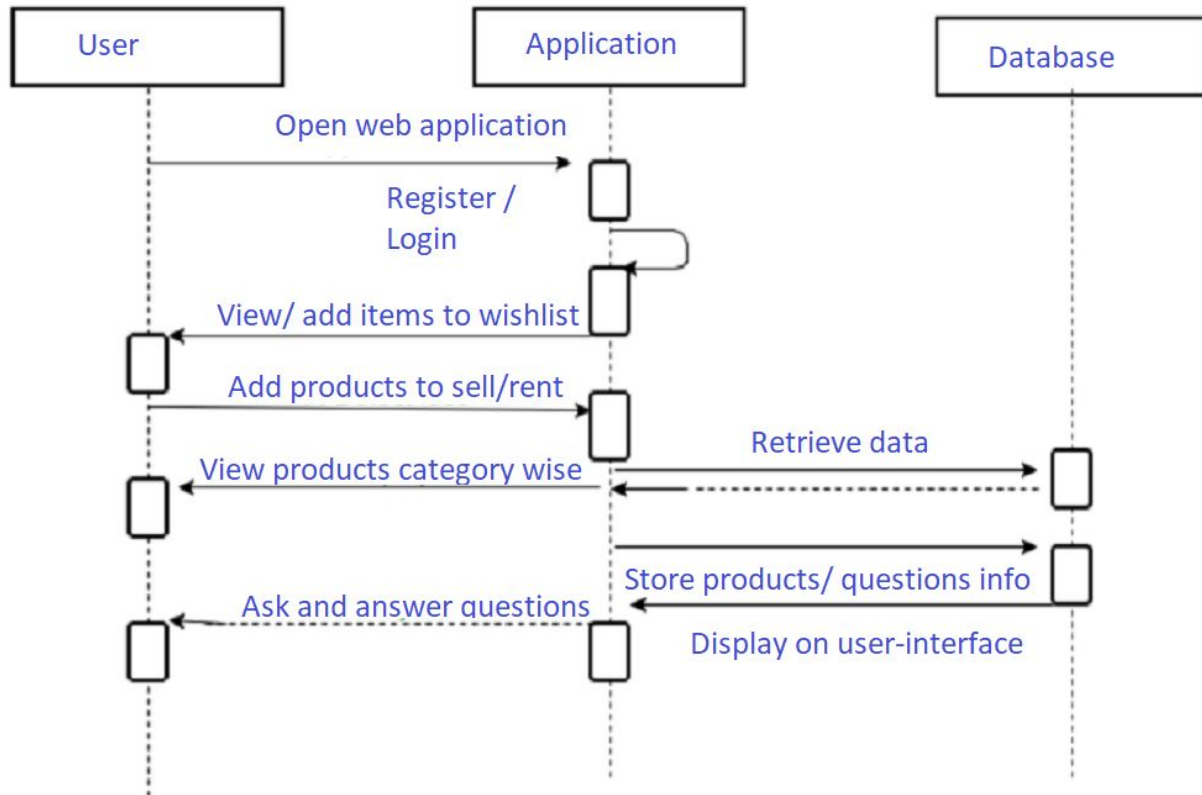 User
Application
Database
Open web application
Register /
Login
View/ add items to wishlist
Add products to sell/rent
Retrieve data
View products category wise
Store products/ questions info
Ask and answer questions
Display on user-interface